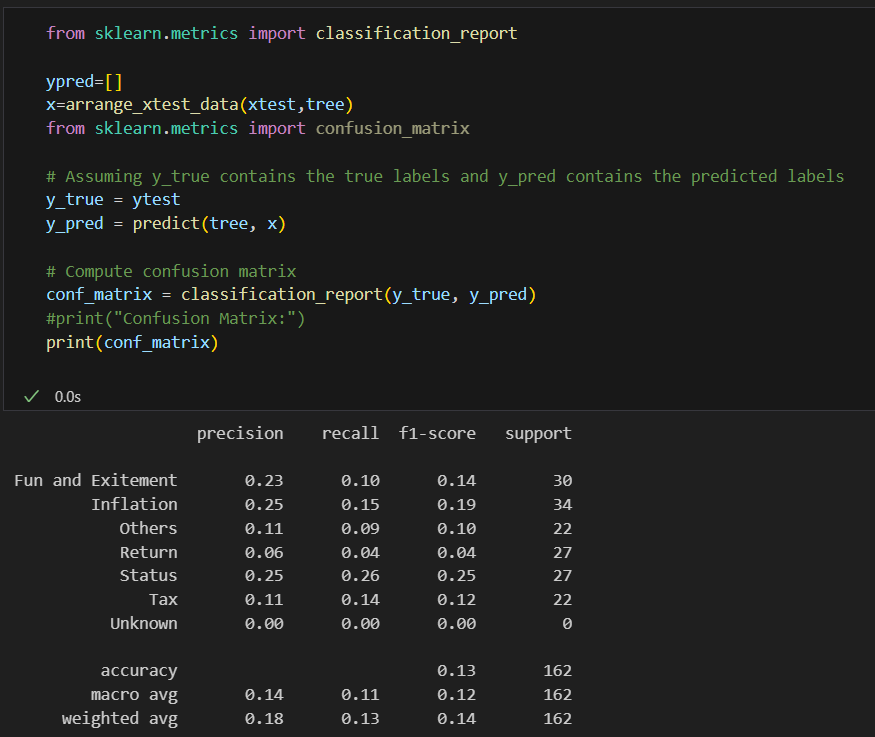 from sklearn.metrics import classification_report
ypred=[]
x=arrange_xtest_data(xtest,tree)
from sklearn.metrics import confusion_matrix
# Assuming y_true contains the true labels and y_pred contains the predicted labels
y_true = ytest
y_pred = predict(tree, x)
# Compute confusion matrix
conf_matrix = classification_report(y_true, y_pred)
#print("Confusion Matrix:")
print(conf_matrix)
✓ 0.0s
precision recall f1-score support
Fun and Exitement 0.23 0.10 0.14 30
Inflation 0.25 0.15 0.19 34
Others 0.11 0.09 0.10 22
Return 0.06 0.04 0.04 27
Status 0.25 0.26 0.25 27
Tax 0.11 0.14 0.12 22
Unknown 0.00 0.00 0.00 0
accuracy 0.13 162
macro avg 0.14 0.11 0.12 162
weighted avg 0.18 0.13 0.14 162